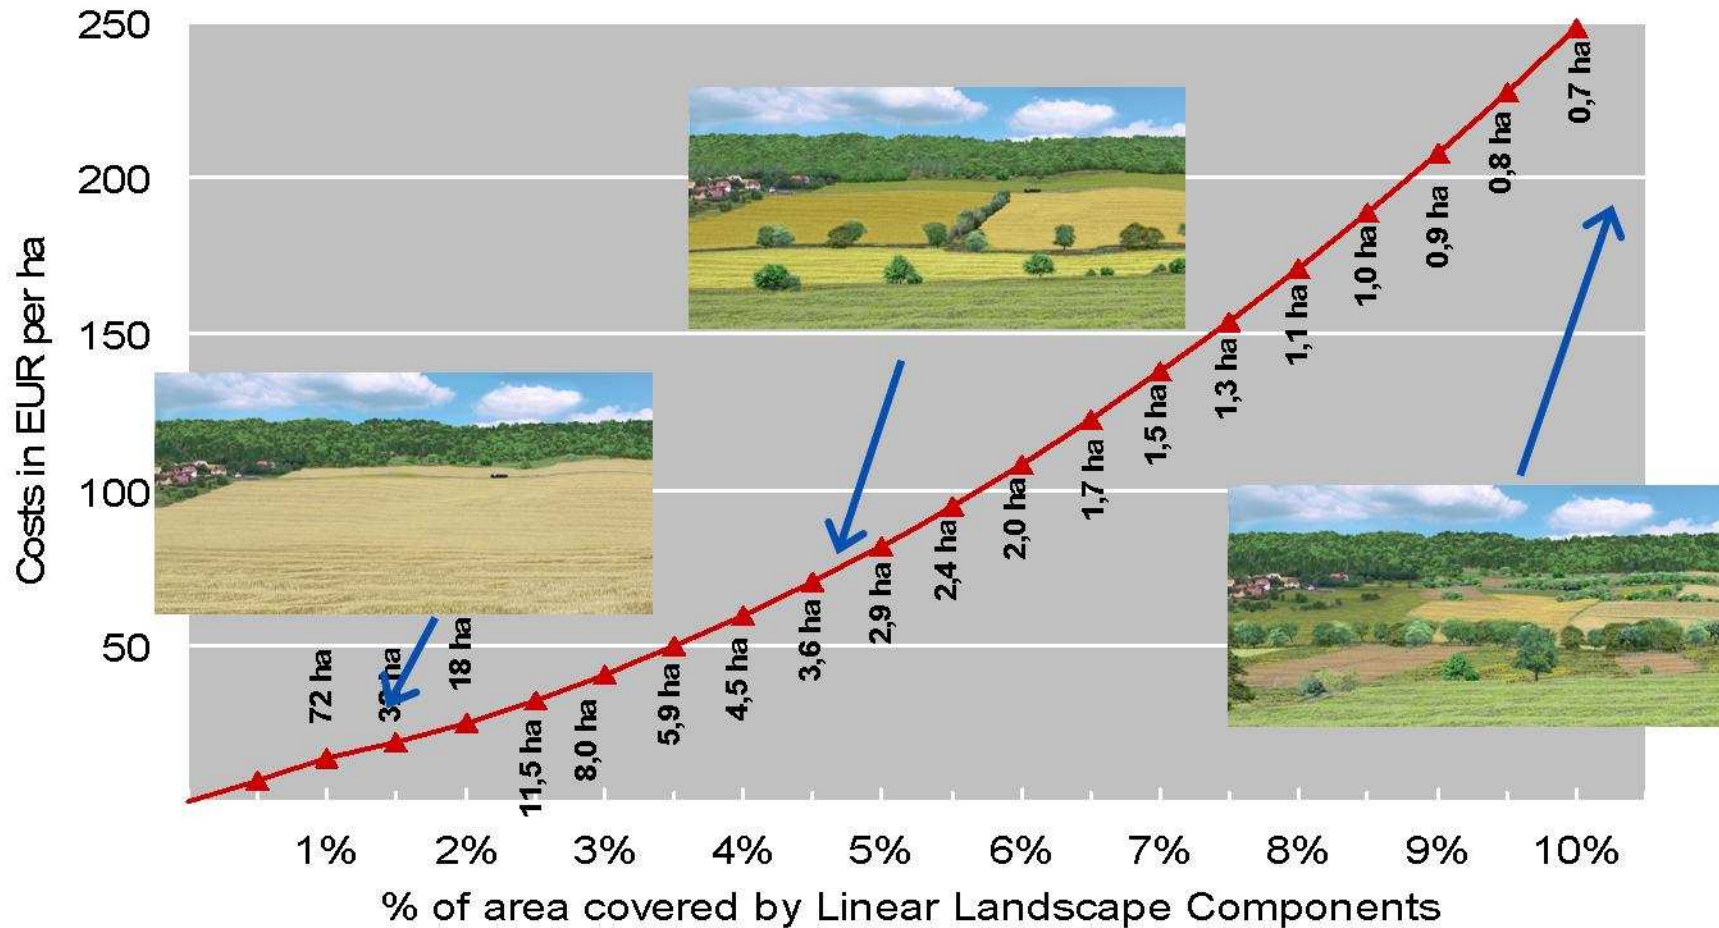 250
200
150
100
50
Costs in EUR per ha
72 ha
ha
18 ha
11,5 ha
8,0 ha
5,9 ha
4,5 ha
3,6 ha
2,9 ha
2,4 ha
2,0 ha
1,7 ha
1,5 ha
1,3 ha
1,1 ha
1,0 ha
0,9 ha
0,8 ha
0,7 ha
1% 2% 3% 4% 5% 6% 7% 8% 9% 10%
% of area covered by Linear Landscape Components